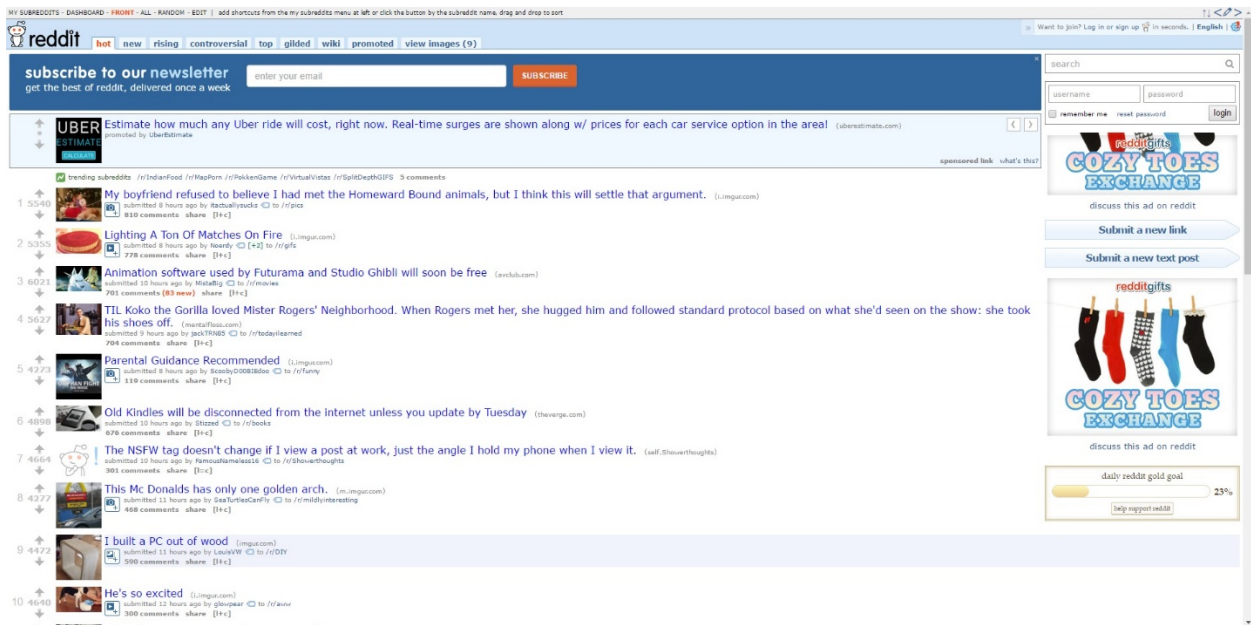 MY SUBREDDITS - DASHBOARD - FRONT - ALL - RANDOM - EDIT | add shortcuts from the my subreddits menu at left or click the button by the subreddit name, drag and drop to sort
reddit hot new rising controversial top gilded wiki promoted view images (9)
» Want to join? Log in or sign up in seconds. | English |
subscribe to our newsletter
get the best of reddit, delivered once a week
enter your email
SUBSCRIBE
UBER
ESTIMATE
CALCULATE
Estimate how much any Uber ride will cost, right now. Real-time surges are shown along w/ prices for each car service option in the area! (uberestimate.com)
promoted by UberEstimate
sponsored link what's this?
trending subreddits /r/IndianFood /r/MapPorn /r/PokkenGame /r/VirtualVistas /r/SplitDepthGIFS 5 comments
1 5540
My boyfriend refused to believe I had met the Homeward Bound animals, but I think this will settle that argument. (i.imgur.com)
submitted 8 hours ago by itactuallysucks to /r/pics
810 comments share [l+c]
2 5355
Lighting A Ton Of Matches On Fire (i.imgur.com)
submitted 8 hours ago by Noerdy [+2] to /r/gifs
778 comments share [l+c]
3 6021
Animation software used by Futurama and Studio Ghibli will soon be free (avclub.com)
submitted 10 hours ago by MistaBig to /r/movies
701 comments (83 new) share [l+c]
4 5627
TIL Koko the Gorilla loved Mister Rogers' Neighborhood. When Rogers met her, she hugged him and followed standard protocol based on what she'd seen on the show: she took
his shoes off. (mentalfloss.com)
submitted 9 hours ago by jackTRN85 to /r/todayilearned
704 comments share [l+c]
5 4273
Parental Guidance Recommended (i.imgur.com)
submitted 8 hours ago by to /r/funny
119 comments share [l+c]
6 4898
Old Kindles will be disconnected from the internet unless you update by Tuesday (theverge.com)
submitted 10 hours ago by Stizzed to /r/books
676 comments share [l+c]
7 4664
The NSFW tag doesn't change if I view a post at work, just the angle I hold my phone when I view it. (self.Showerthoughts)
submitted 10 hours ago by FamousNameless16 to /r/Showerthoughts
301 comments share [l=c]
8 4277
This Mc Donalds has only one golden arch. (m.imgur.com)
submitted 11 hours ago by SeaTurtlesCanFly to /r/mildlyinteresting
468 comments share [l+c]
9 4472
I built a PC out of wood (imgur.com)
submitted 11 hours ago by LouisVW to /r/DIY
590 comments share [l+c]
10 4640
He's so excited (i.imgur.com)
submitted 12 hours ago by glowpear to /r/aww
300 comments share [l+c]
search
username password
remember me reset password login
redditgifts
COZY TOES
EXCHANGE
discuss this ad on reddit
Submit a new link
Submit a new text post
redditgifts
COZY TOES
EXCHANGE
discuss this ad on reddit
daily reddit gold goal
23%
help support reddit